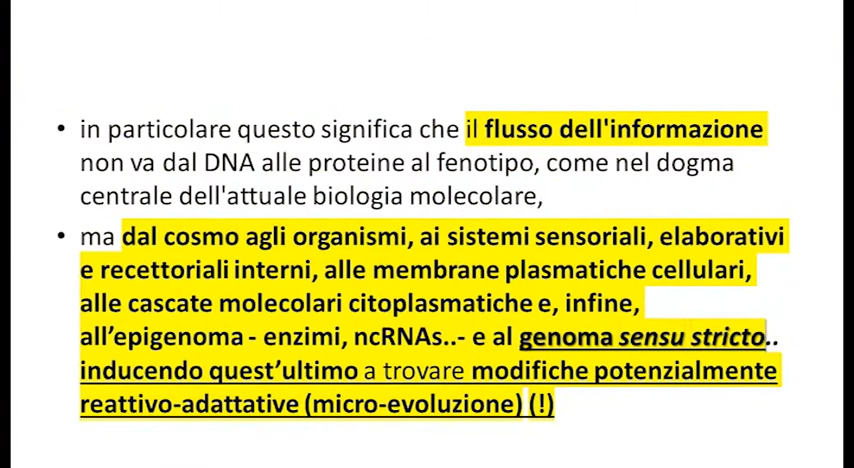 • in particolare questo significa che il flusso dell'informazione
non va dal DNA alle proteine al fenotipo, come nel dogma
centrale dell'attuale biologia molecolare,
• ma dal cosmo agli organismi, ai sistemi sensoriali, elaborativi
e recettoriali interni, alle membrane plasmatiche cellulari,
alle cascate molecolari citoplasmatiche e, infine,
all’epigenoma - enzimi, ncRNAs..- e al genoma sensu stricto..
inducendo quest’ultimo a trovare modifiche potenzialmente
reattivo-adattative (micro-evoluzione) (!)